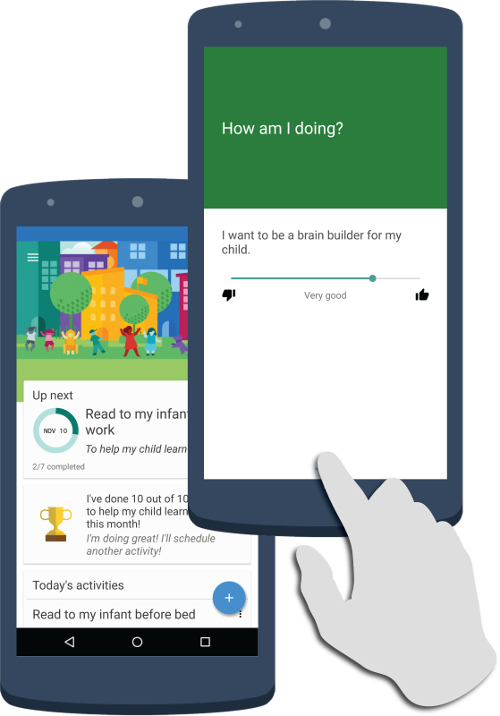 How am I doing?
I want to be a brain builder for my
child.
Very good
Up next
NOV 10
Read to my infant
work
To help my child learn
2/7 completed
I've done 10 out of 10
to help my child learn
this month!
I'm doing great! I'll schedule
another activity!
Today's activities
+
Read to my infant before bed